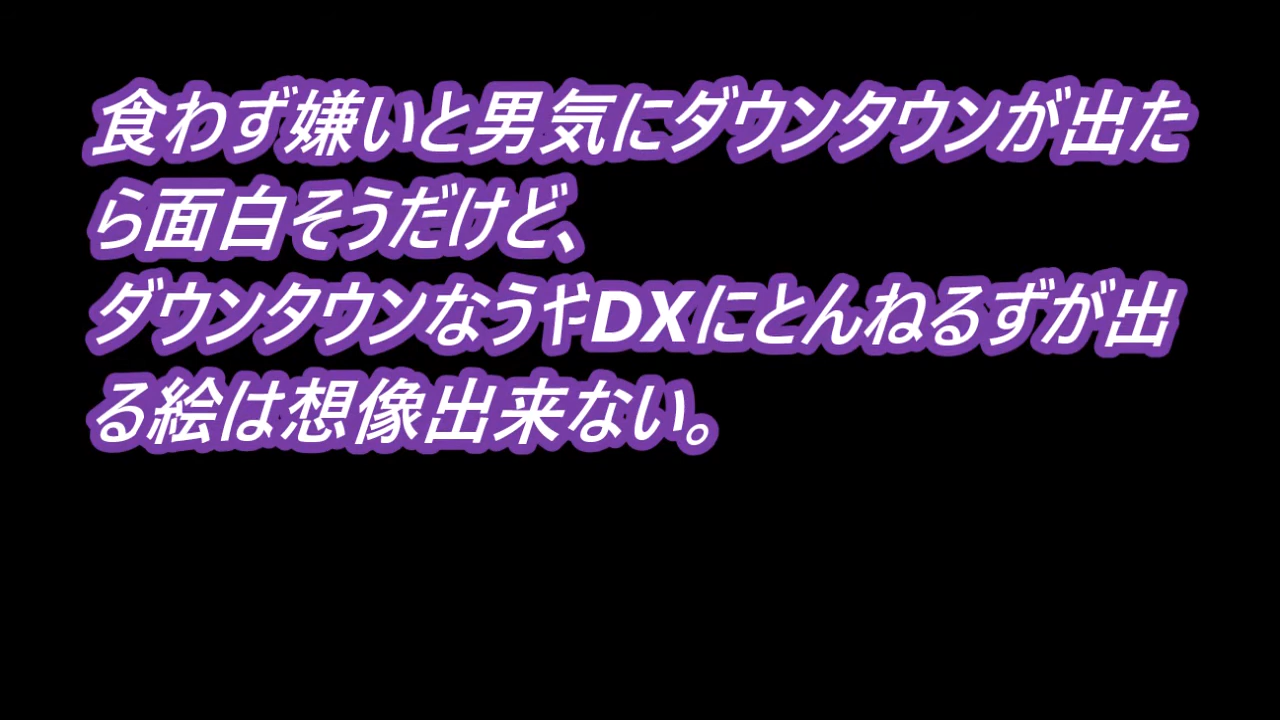 食わず嫌いと男気にダウンタウンが出た
ら面白そうだけど、
ダウンタウンなうやDXにとんねるずが出
る絵は想像出来ない。